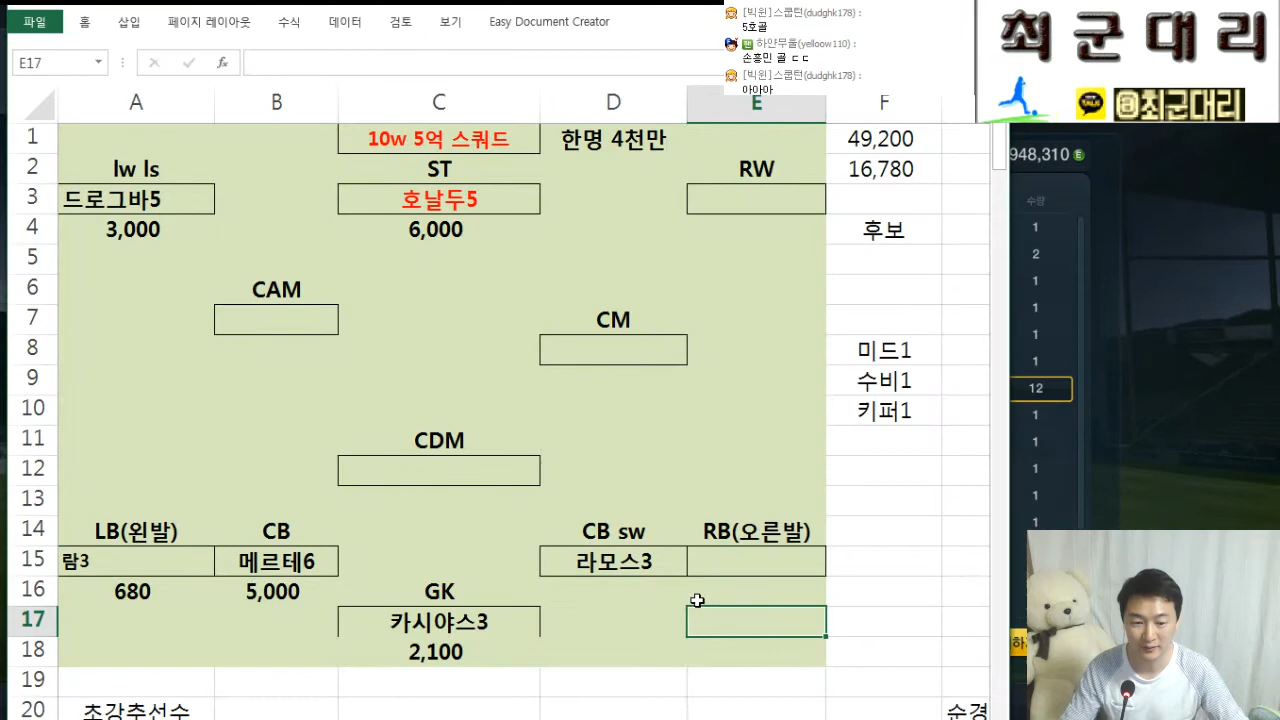 파일 홈 삽입 페이지 레이아웃 수식 데이터 검토 보기 Easy Document Creator
[빅윈]스쿱턴(dudghk178) :
5호골
팬 하얀무울(yelloow110) :
손흥민 골 ㄷㄷ
[빅윈]스쿱턴(dudghk178) :
아아아
최군대리
TALK @최군대리
E17 fx
A B C D E F
1 10w 5억 스쿼드 한명 4천만 49,200
948,310 E
2 lw ls ST RW 16,780
수량
3 드로그바5 호날두5
4 3,000 6,000 후보
1
5
2
6 CAM
1
7 CM
1
8 미드1
1
1
9 수비1
12
10 키퍼1
1
11 CDM
1
12
1
13
1
14 LB(왼발) CB CB sw RB(오른발)
1
15 람3 메르테6 라모스3
16 680 5,000 GK
17 카시야스3
18 2,100
19
20 초강추선수 순경